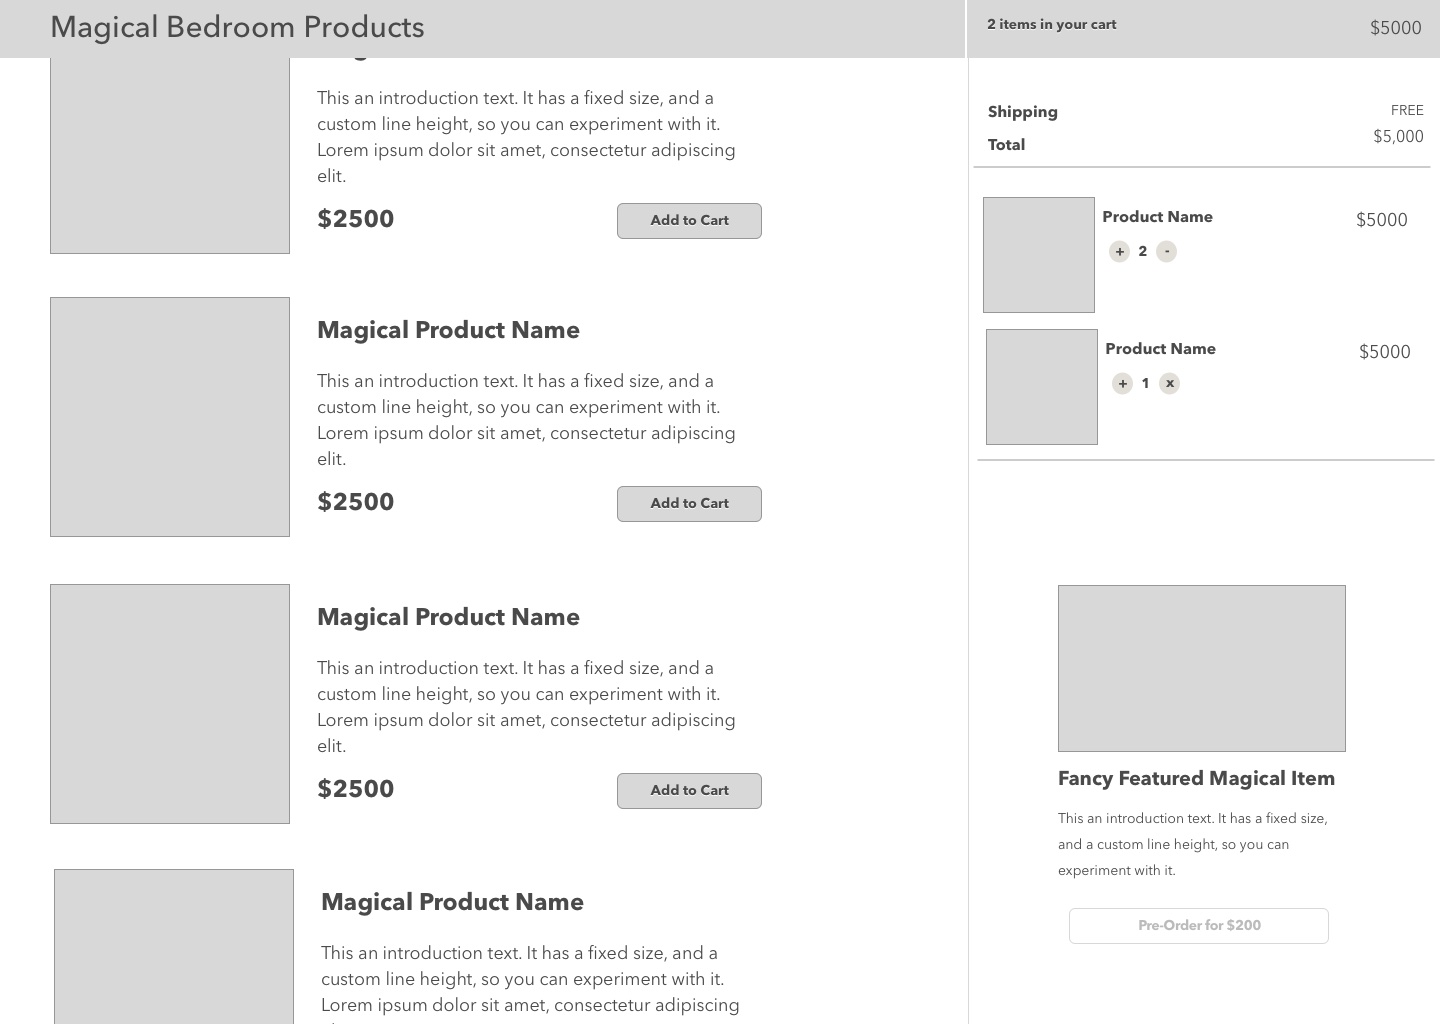 Magical Bedroom Products
This an introduction text. It has a fixed size, and a
custom line height, so you can experiment with it.
Lorem ipsum dolor sit amet, consectetur adipiscing
elit.
$2500
Add to Cart
Magical Product Name
This an introduction text. It has a fixed size, and a
custom line height, so you can experiment with it.
Lorem ipsum dolor sit amet, consectetur adipiscing
elit.
$2500
Add to Cart
Magical Product Name
This an introduction text. It has a fixed size, and a
custom line height, so you can experiment with it.
Lorem ipsum dolor sit amet, consectetur adipiscing
elit.
$2500
Add to Cart
Magical Product Name
This an introduction text. It has a fixed size, and a
custom line height, so you can experiment with it.
Lorem ipsum dolor sit amet, consectetur adipiscing
2 items in your cart
$5000
Shipping
FREE
Total
$5,000
Product Name
$5000
+ 2 -
Product Name
$5000
+ 1 x
Fancy Featured Magical Item
This an introduction text. It has a fixed size,
and a custom line height, so you can
experiment with it.
Pre-Order for $200